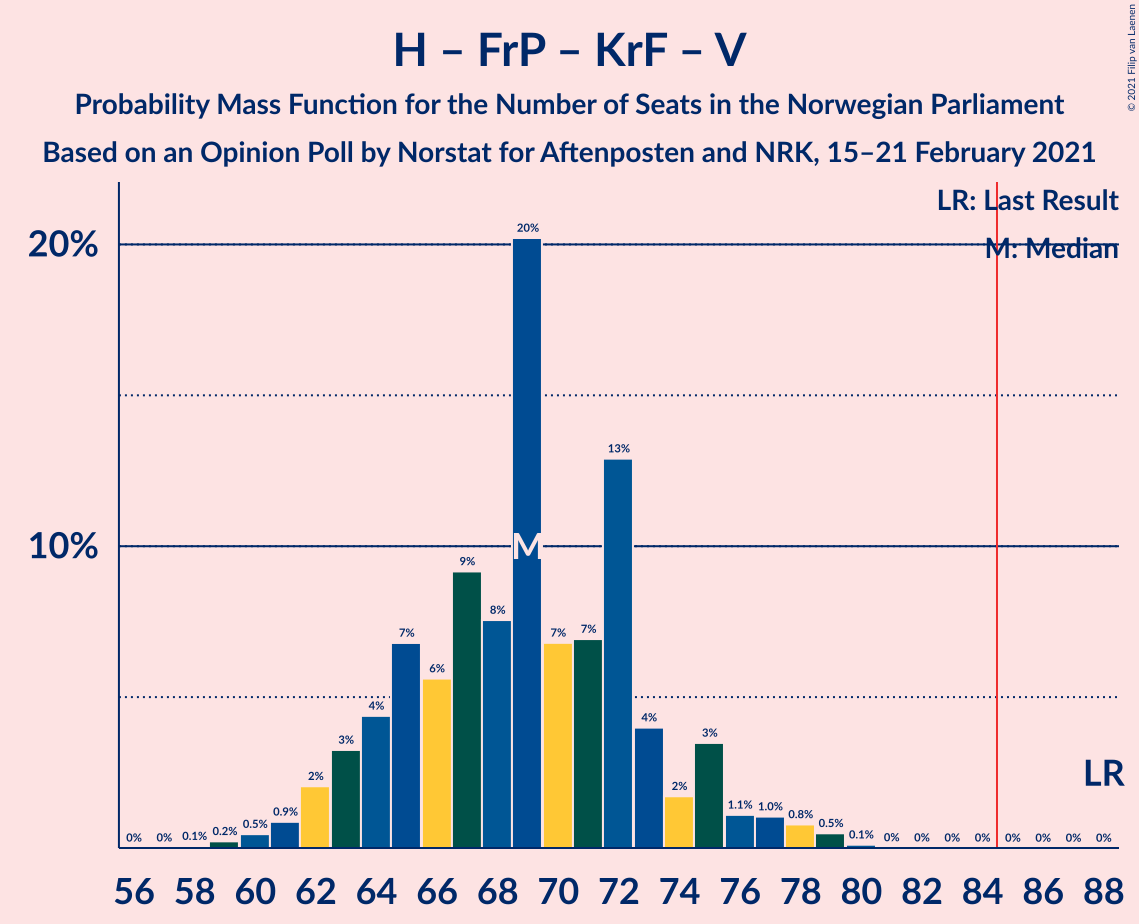 H – FrP – KrF – V
Probability Mass Function for the Number of Seats in the Norwegian Parliament
Based on an Opinion Poll by Norstat for Aftenposten and NRK, 15–21 February 2021
© 2021 Filip van Laenen
LR: Last Result
M: Median
20%
10%
0% 0% 0.1% 0.2% 0.5% 0.9% 2% 3% 4% 7% 6% 9% 8% 20% 7% 7% 13% 4% 2% 3% 1.1% 1.0% 0.8% 0.5% 0.1% 0% 0% 0% 0% 0% 0% 0% 0%
M
LR
56 58 60 62 64 66 68 70 72 74 76 78 80 82 84 86 88